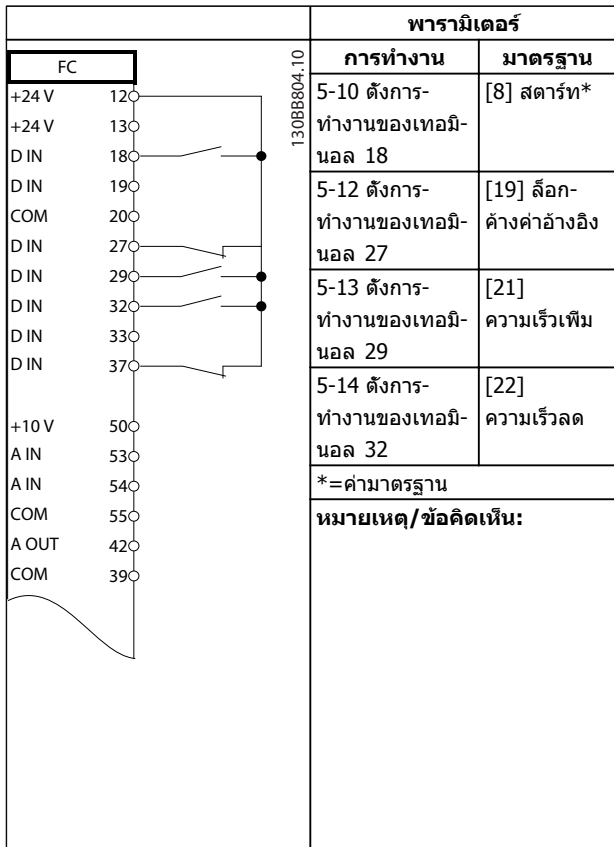 พารามิเตอร์
FC
130BB804.10
การทำงาน
มาตรฐาน
+24 V 12
+24 V 13
D IN 18
D IN 19
COM 20
D IN 27
D IN 29
D IN 32
D IN 33
D IN 37
+10 V 50
A IN 53
A IN 54
COM 55
A OUT 42
COM 39
5-10 ตั้งการ-
ทำงานของเทอมิ-
นอล 18
[8] สตาร์ท*
5-12 ตั้งการ-
ทำงานของเทอมิ-
นอล 27
[19] ล็อก-
ค้างค่าอ้างอิง
5-13 ตั้งการ-
ทำงานของเทอมิ-
นอล 29
[21]
ความเร็วเพิ่ม
5-14 ตั้งการ-
ทำงานของเทอมิ-
นอล 32
[22]
ความเร็วลด
*=ค่ามาตรฐาน
หมายเหตุ/ข้อคิดเห็น: